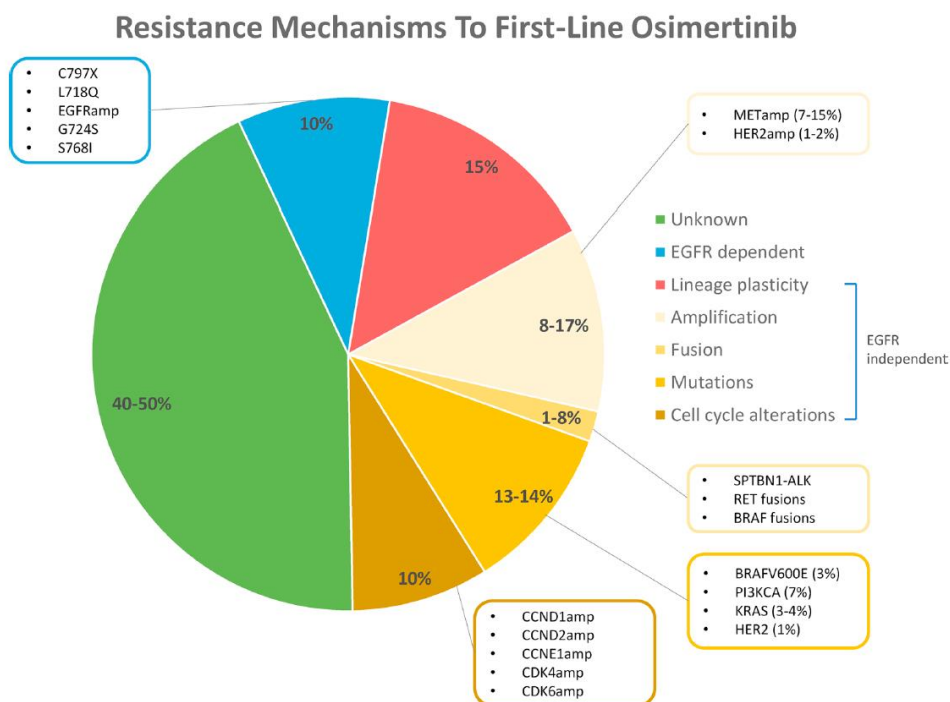 Resistance Mechanisms To First-Line Osimertinib
• C797X
• L718Q
• EGFRamp
• G724S
• S768I
10%
15%
8-17%
1-8%
13-14%
10%
40-50%
• METamp (7-15%)
• HER2amp (1-2%)
Unknown
EGFR dependent
Lineage plasticity
Amplification
Fusion
Mutations
Cell cycle alterations
EGFR
independent
• SPTBN1-ALK
• RET fusions
• BRAF fusions
• BRAFV600E (3%)
• PI3KCA (7%)
• KRAS (3-4%)
• HER2 (1%)
• CCND1amp
• CCND2amp
• CCNE1amp
• CDK4amp
• CDK6amp